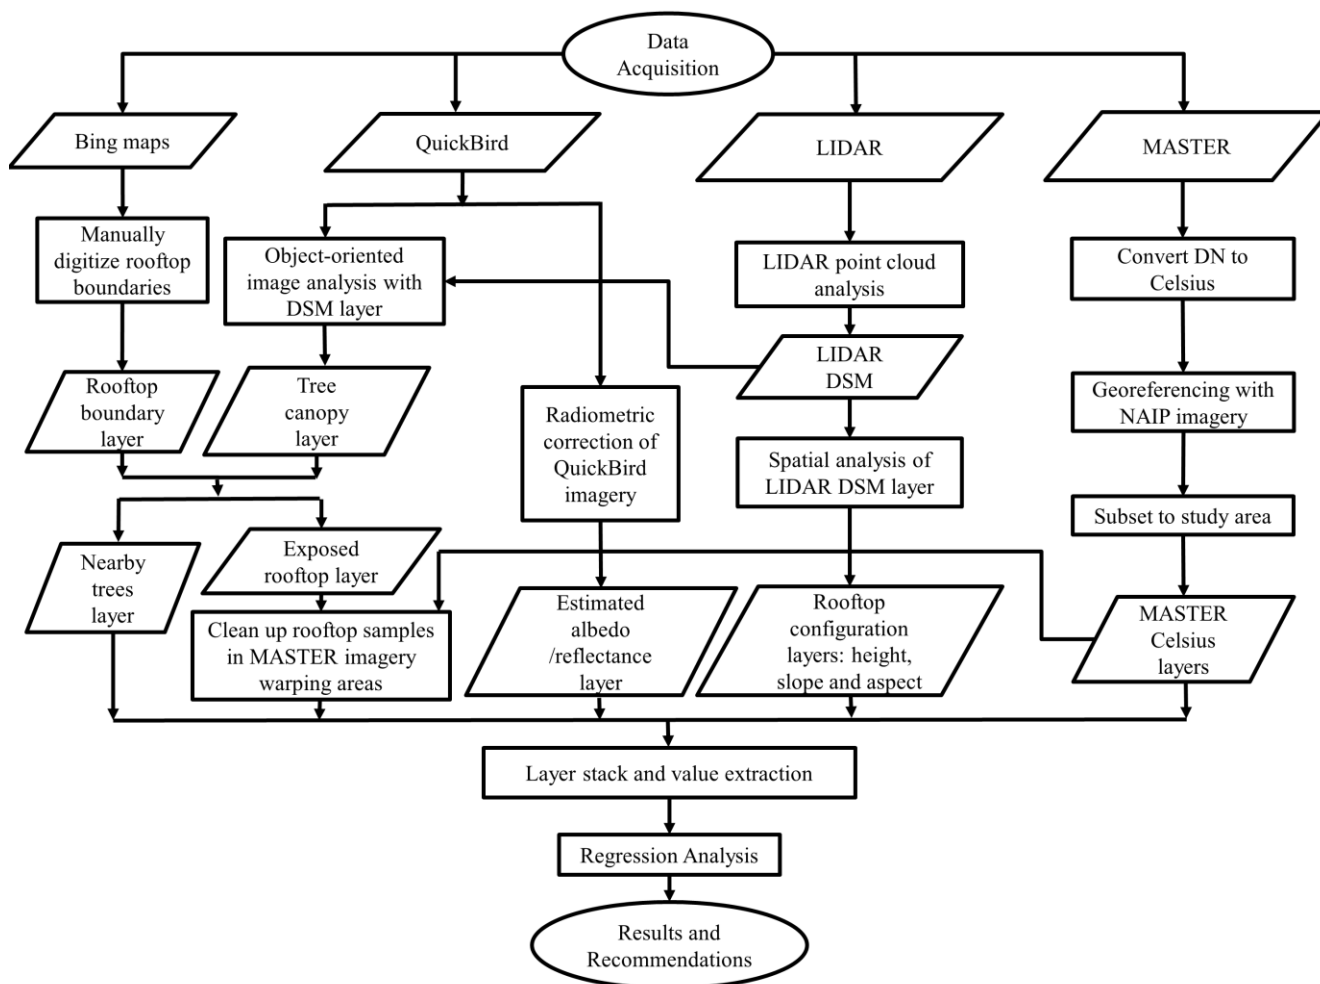 Data
Acquisition
Bing maps
QuickBird
LIDAR
MASTER
Manually
digitize rooftop
boundaries
Object-oriented
image analysis with
DSM layer
LIDAR point cloud
analysis
Convert DN to
Celsius
Rooftop
boundary
layer
Tree
canopy
layer
Radiometric
correction of
QuickBird
imagery
LIDAR
DSM
Georeferencing with
NAIP imagery
Spatial analysis of
LIDAR DSM layer
Subset to study area
Nearby
trees
layer
Exposed
rooftop layer
Clean up rooftop samples
in MASTER imagery
warping areas
Estimated
albedo
/reflectance
layer
Rooftop
configuration
layers: height,
slope and aspect
MASTER
Celsius
layers
Layer stack and value extraction
Regression Analysis
Results and
Recommendations